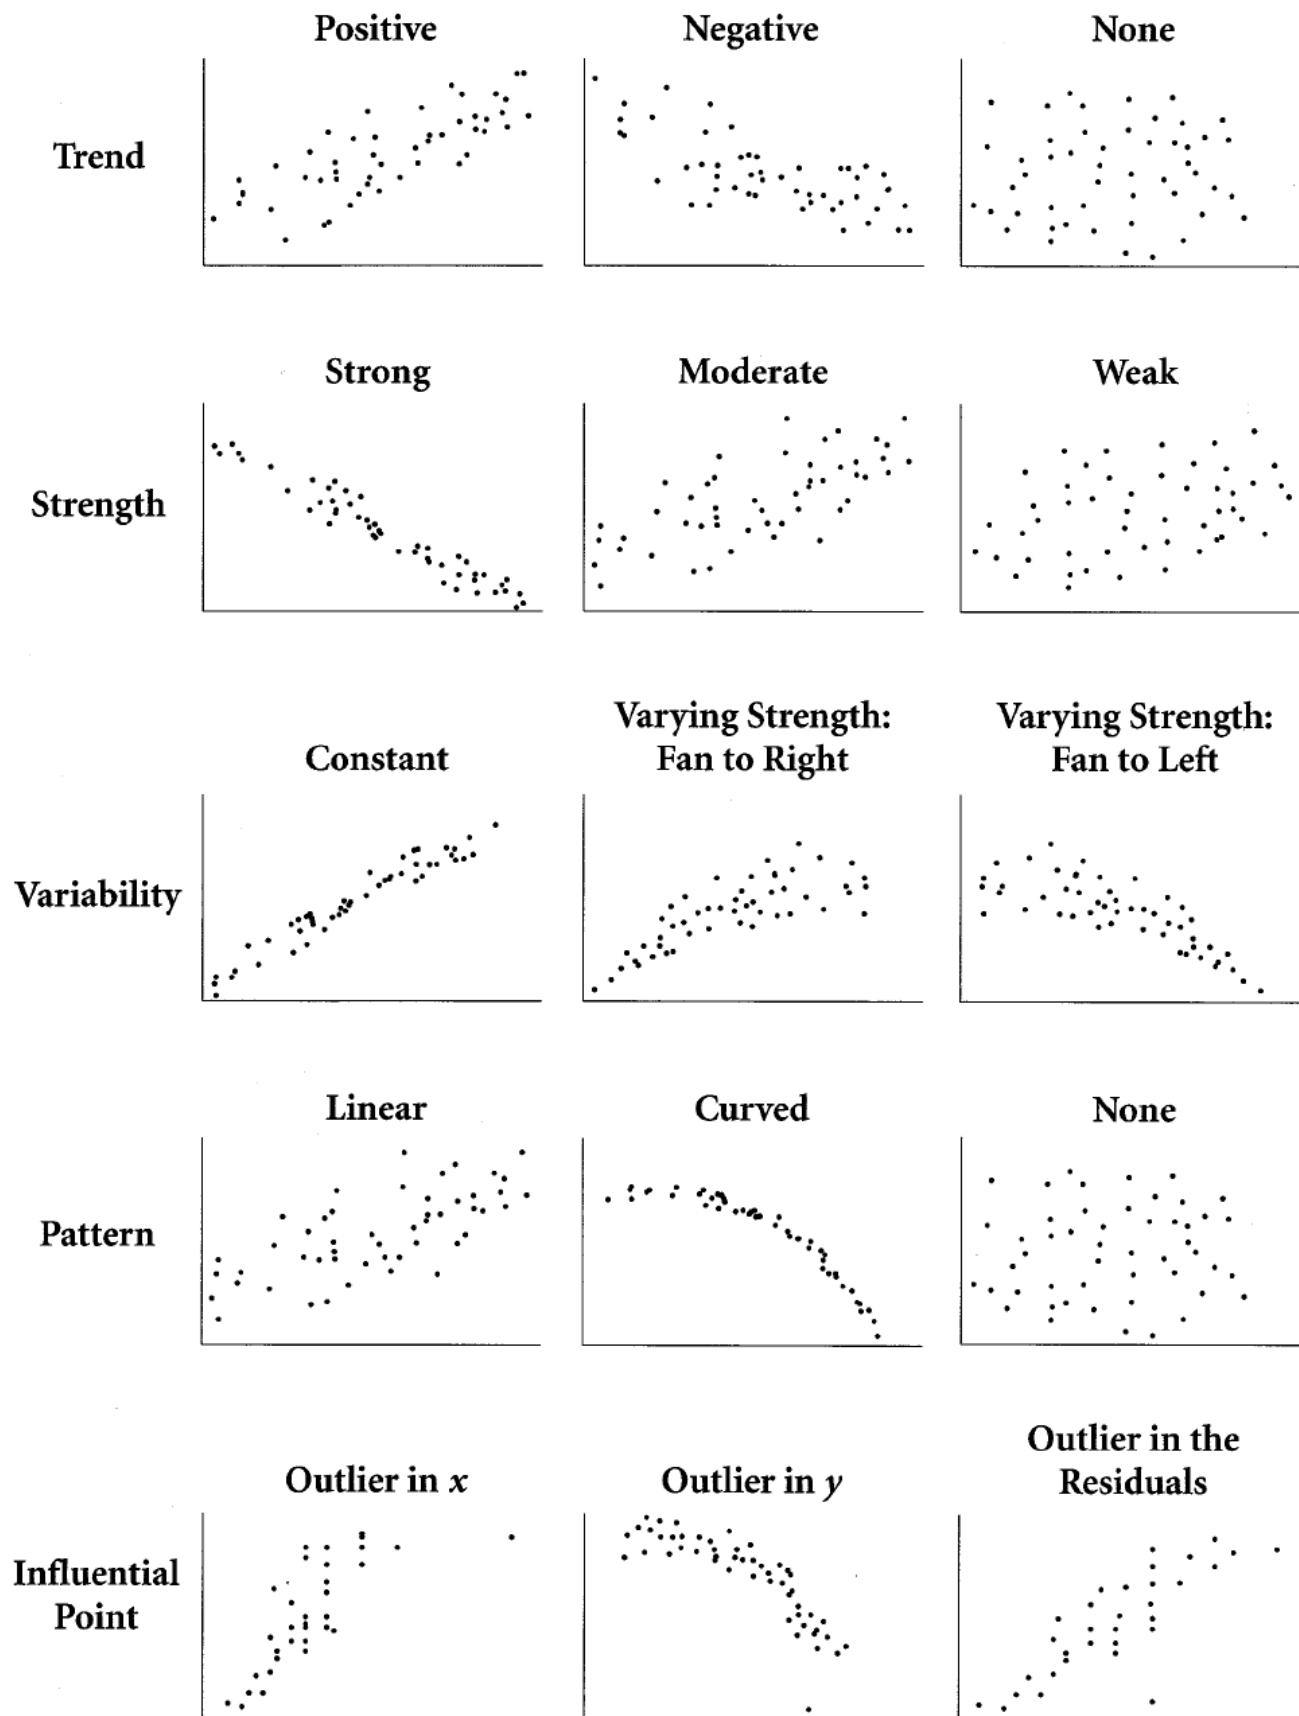 Positive
Negative
None
Trend
Strong
Moderate
Weak
Strength
Constant
Varying Strength:
Fan to Right
Varying Strength:
Fan to Left
Variability
Linear
Curved
None
Pattern
Outlier in x
Outlier in y
Outlier in the
Residuals
Influential
Point